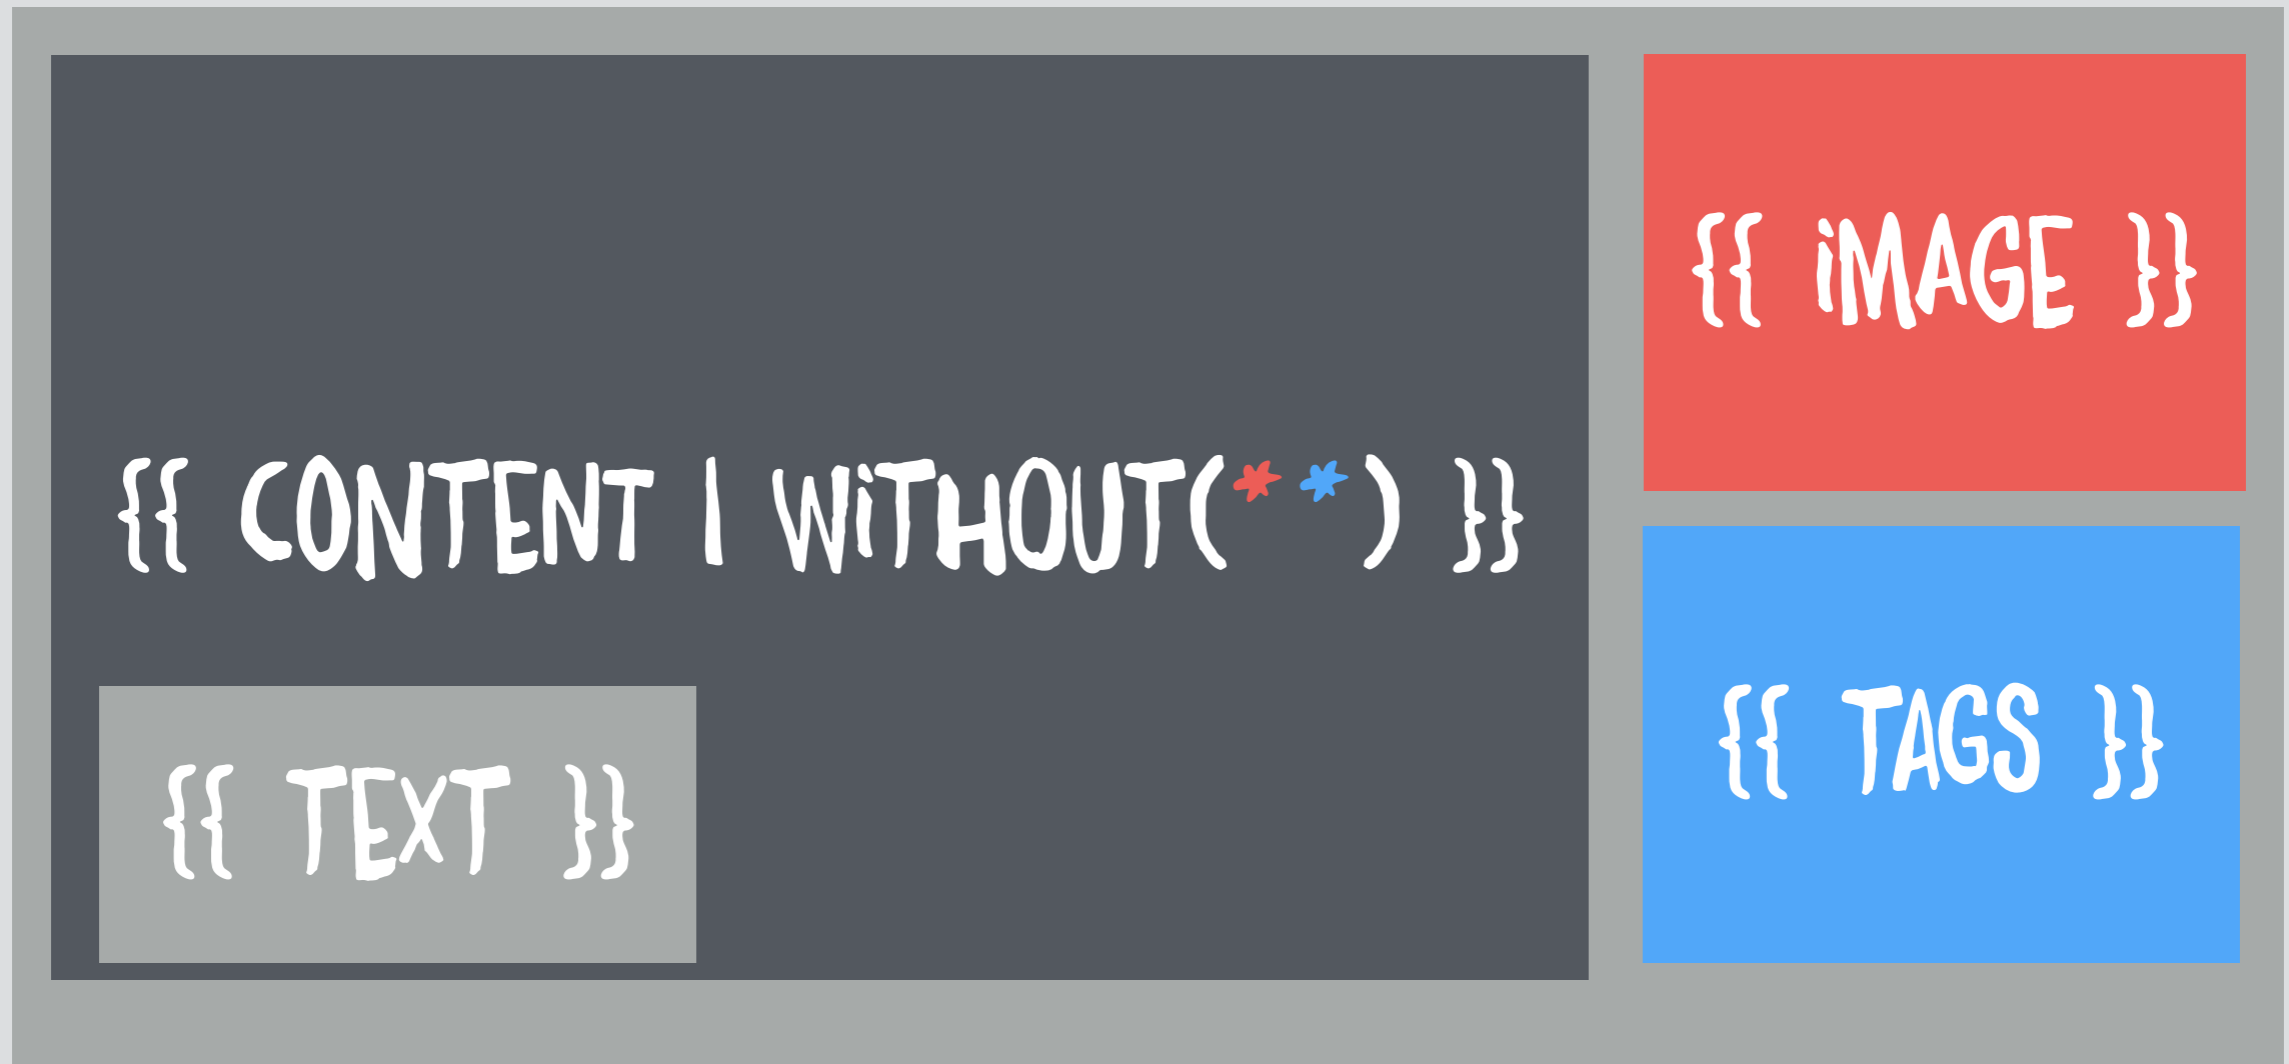 {{ CONTENT | WiTHOUT(* *) }}
{{ TEXT }}
{{ iMAGE }}
{{ TAGS }}